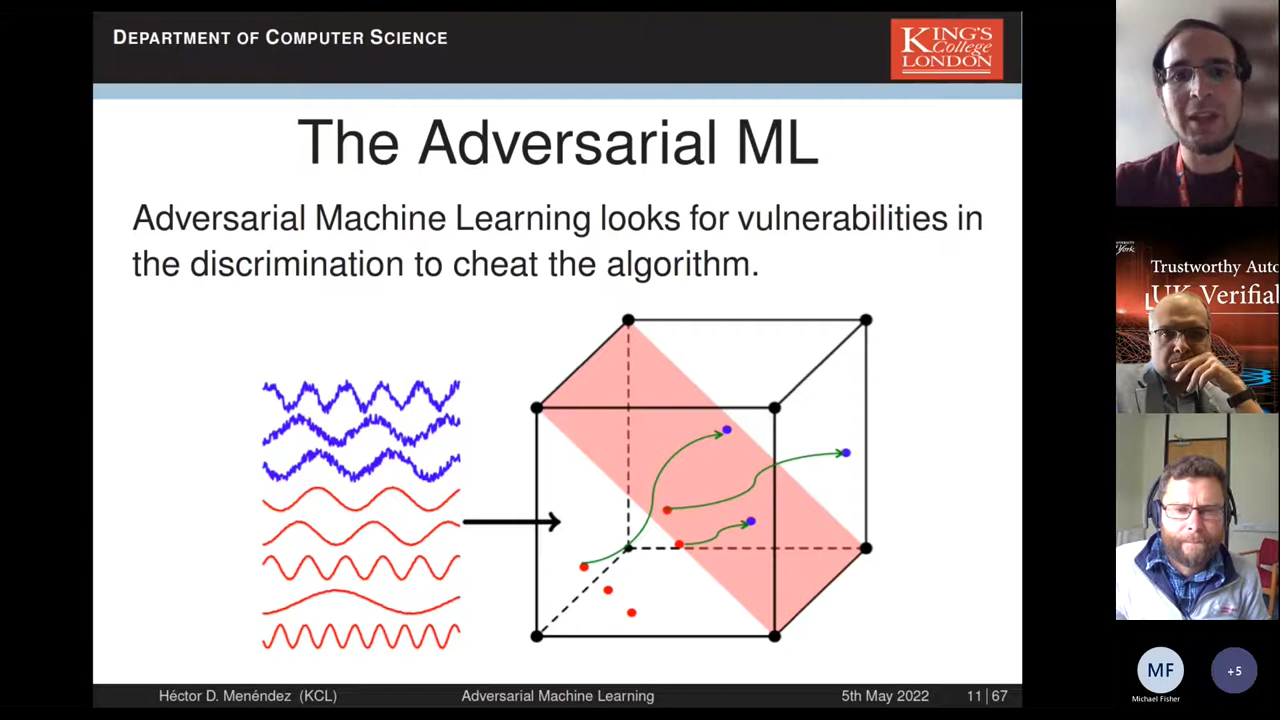 DEPARTMENT OF COMPUTER SCIENCE
KING'S
College
LONDON
The Adversarial ML
Adversarial Machine Learning looks for vulnerabilities in
the discrimination to cheat the algorithm.
Héctor D. Menéndez (KCL)
Adversarial Machine Learning
5th May 2022
11 | 67
Trustworthy Auto
UK Verifial
MF
Michael Fisher
+5